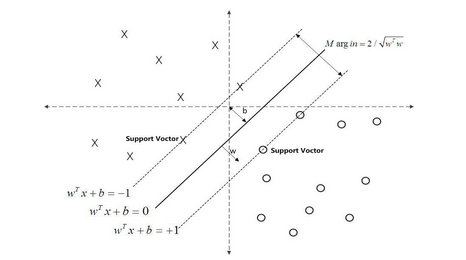 M arg in = 2 / √wᵀw
b
Support Voctor
w
Support Voctor
wᵀx + b = −1
wᵀx + b = 0
wᵀx + b = +1